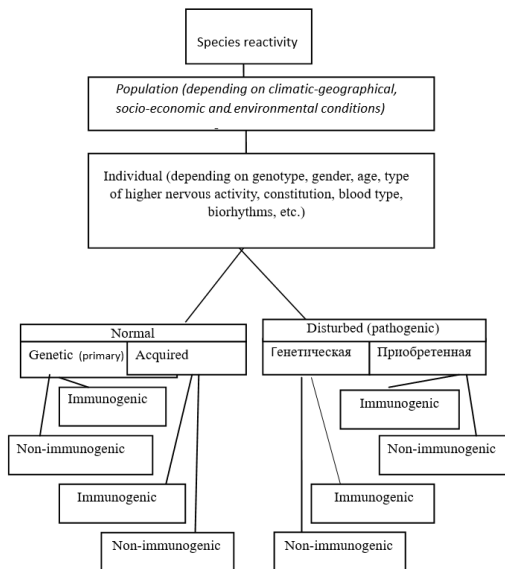 Species reactivity
Population (depending on climatic-geographical,
socio-economic and environmental conditions)
Individual (depending on genotype, gender, age, type
of higher nervous activity, constitution, blood type,
biorhythms, etc.)
Normal
Genetic (primary)
Acquired
Disturbed (pathogenic)
Генетическая
Приобретенная
Immunogenic
Non-immunogenic
Immunogenic
Non-immunogenic
Immunogenic
Non-immunogenic
Immunogenic
Non-immunogenic